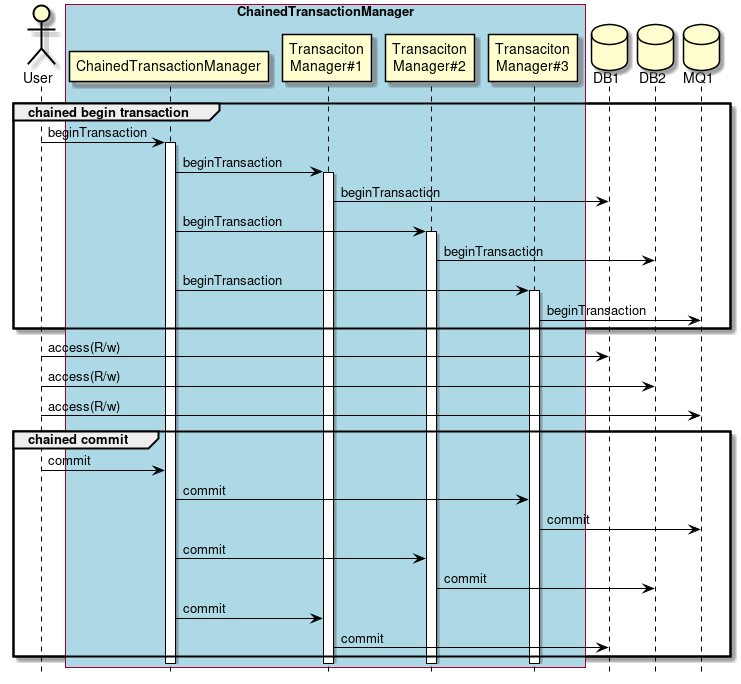 ChainedTransactionManager
User
ChainedTransactionManager
Transaciton
Manager#1
Transaciton
Manager#2
Transaciton
Manager#3
DB1
DB2
MQ1
chained begin transaction
beginTransaction
beginTransaction
beginTransaction
beginTransaction
beginTransaction
beginTransaction
beginTransaction
access(R/w)
access(R/w)
access(R/w)
chained commit
commit
commit
commit
commit
commit
commit
commit